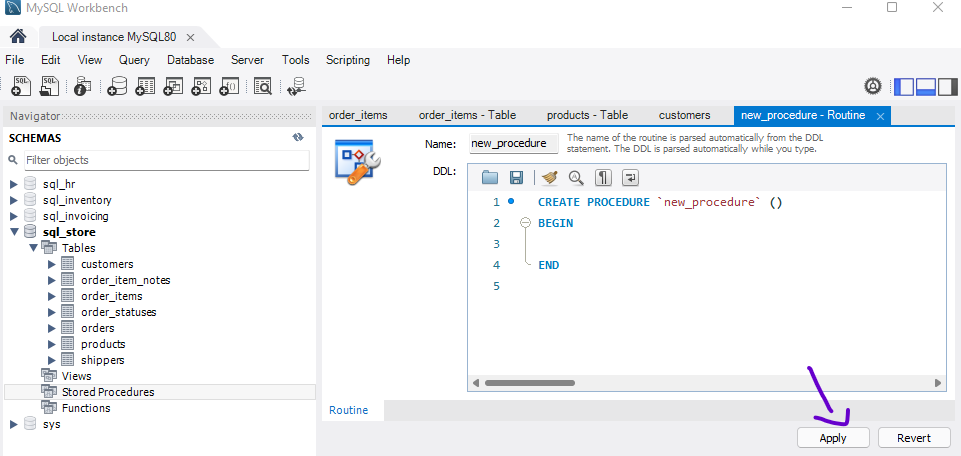 MySQL Workbench
Local instance MySQL80
File Edit View Query Database Server Tools Scripting Help
Navigator
SCHEMAS
Filter objects
sql_hr
sql_inventory
sql_invoicing
sql_store
Tables
customers
order_item_notes
order_items
order_statuses
orders
products
shippers
Views
Stored Procedures
Functions
sys
order_items order_items - Table products - Table customers new_procedure - Routine
Name: new_procedure
The name of the routine is parsed automatically from the DDL
statement. The DDL is parsed automatically while you type.
DDL:
1 CREATE PROCEDURE `new_procedure` ()
2 BEGIN
3
4 END
5
Routine
Apply Revert